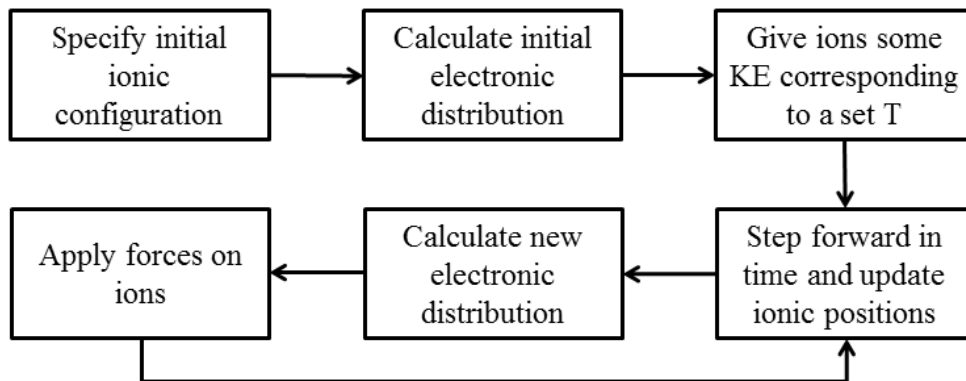 Specify initial
ionic
configuration
Calculate initial
electronic
distribution
Give ions some
KE corresponding
to a set T
Step forward in
time and update
ionic positions
Calculate new
electronic
distribution
Apply forces on
ions